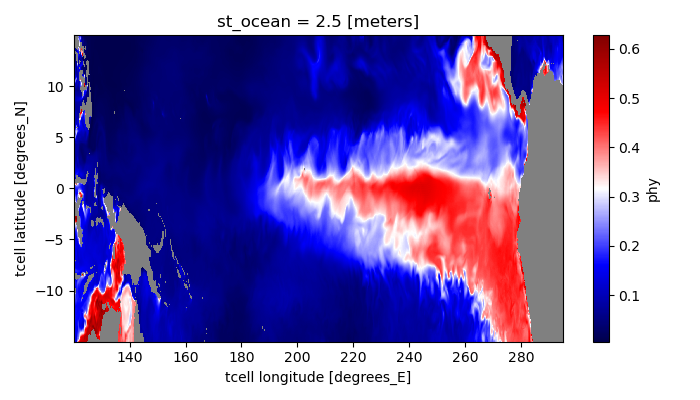 st_ocean = 2.5 [meters]
10
5
0
−5
−10
tcell latitude [degrees_N]
140 160 180 200 220 240 260 280
tcell longitude [degrees_E]
0.6
0.5
0.4
0.3
0.2
0.1
phy